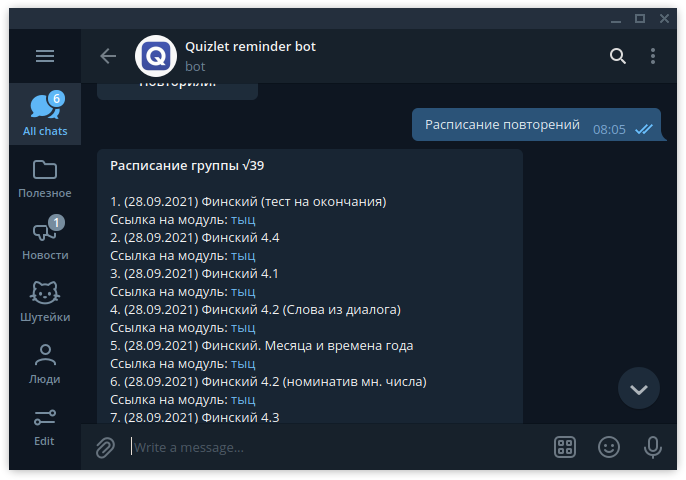 Quizlet reminder bot
bot
6
All chats
Полезное
1
Новости
Шутейки
Люди
Edit
Повторили!
Расписание повторений
08:05
Расписание группы √39
1. (28.09.2021) Финский (тест на окончания)
Ссылка на модуль: тыц
2. (28.09.2021) Финский 4.4
Ссылка на модуль: тыц
3. (28.09.2021) Финский 4.1
Ссылка на модуль: тыц
4. (28.09.2021) Финский 4.2 (Слова из диалога)
Ссылка на модуль: тыц
5. (28.09.2021) Финский. Месяца и времена года
Ссылка на модуль: тыц
6. (28.09.2021) Финский 4.2 (номинатив мн. числа)
Ссылка на модуль: тыц
7. (28.09.2021) Финский 4.3
Write a message...